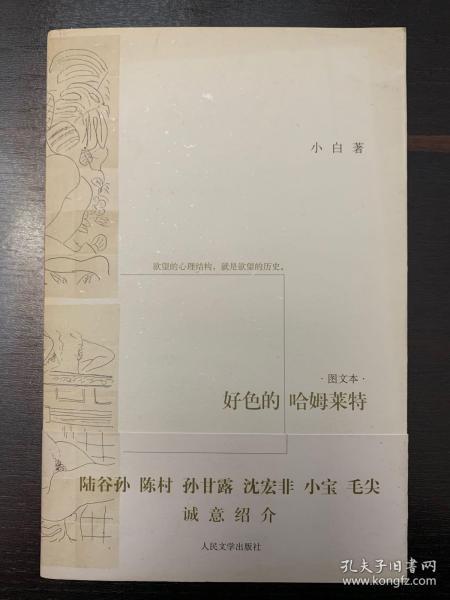 小白 著
欲望的心理结构，就是欲望的历史。
·图文本·
好色的 哈姆莱特
陆谷孙 陈村 孙甘露 沈宏非 小宝 毛尖
诚意绍介
人民文学出版社
孔夫子旧书网
www.kongfz.com